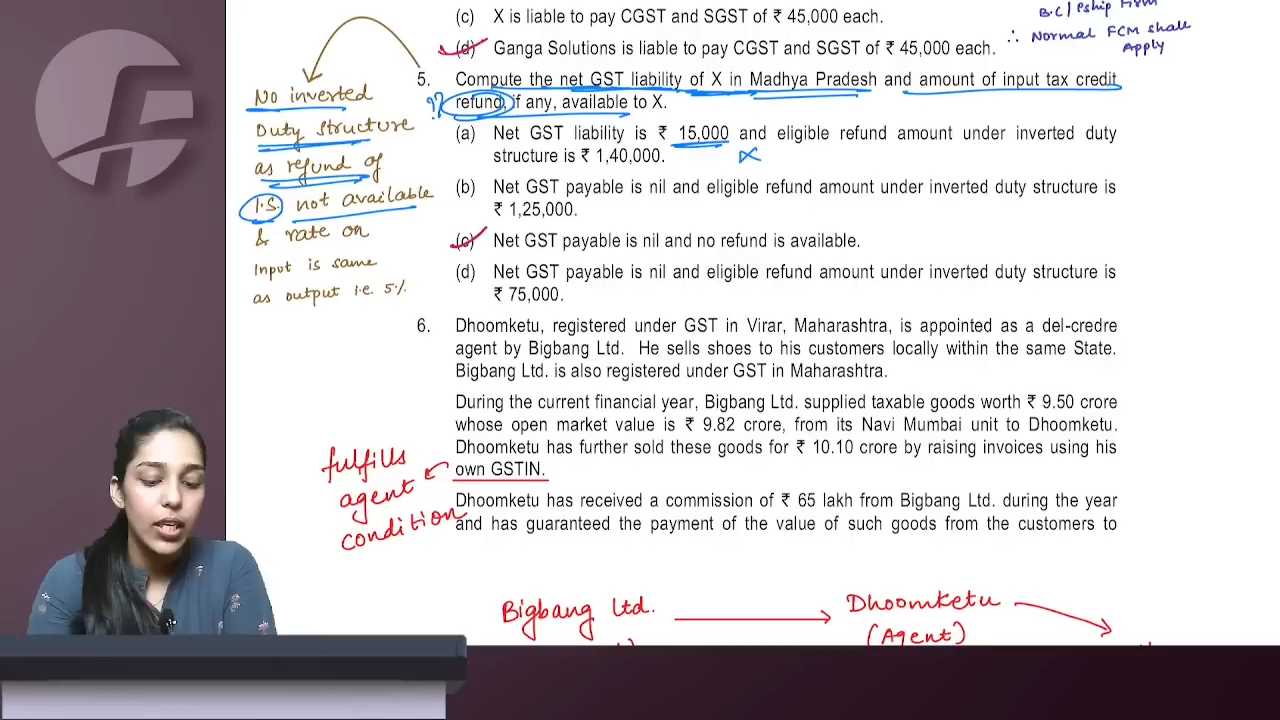 (c) X is liable to pay CGST and SGST of ₹ 45,000 each.
B.C/Pship Firm
∴ Normal FCM shall Apply
(d) Ganga Solutions is liable to pay CGST and SGST of ₹ 45,000 each.
5. Compute the net GST liability of X in Madhya Pradesh and amount of input tax credit
refund, if any, available to X.
??
(a) Net GST liability is ₹ 15,000 and eligible refund amount under inverted duty
structure is ₹ 1,40,000.
(b) Net GST payable is nil and eligible refund amount under inverted duty structure is
₹ 1,25,000.
(c) Net GST payable is nil and no refund is available.
(d) Net GST payable is nil and eligible refund amount under inverted duty structure is
₹ 75,000.
No inverted
Duty structure
as refund of
I.S. not available
& rate on
Input is same
as output i.e. 5%
6. Dhoomketu, registered under GST in Virar, Maharashtra, is appointed as a del-credre
agent by Bigbang Ltd. He sells shoes to his customers locally within the same State.
Bigbang Ltd. is also registered under GST in Maharashtra.
During the current financial year, Bigbang Ltd. supplied taxable goods worth ₹ 9.50 crore
whose open market value is ₹ 9.82 crore, from its Navi Mumbai unit to Dhoomketu.
Dhoomketu has further sold these goods for ₹ 10.10 crore by raising invoices using his
own GSTIN.
fulfills
agent
condition
Dhoomketu has received a commission of ₹ 65 lakh from Bigbang Ltd. during the year
and has guaranteed the payment of the value of such goods from the customers to
Bigbang Ltd.
Dhoomketu
(Agent)